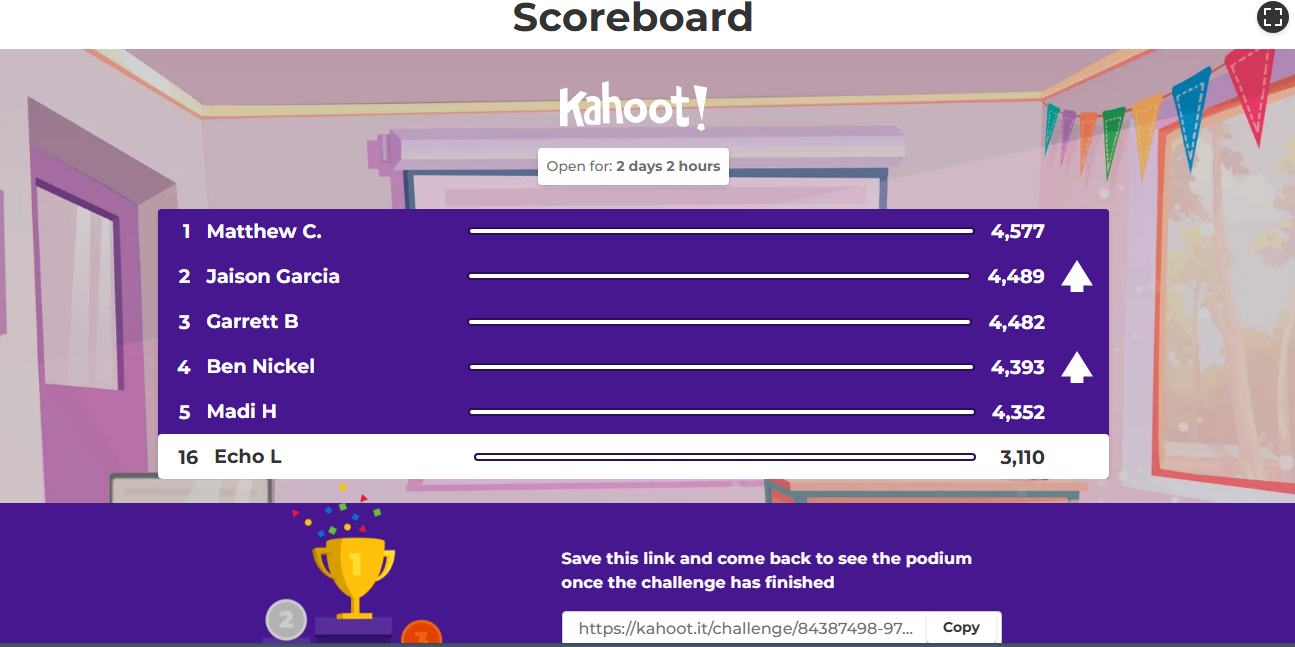 Scoreboard
Kahoot!
Open for: 2 days 2 hours
1 Matthew C. 4,577
2 Jaison Garcia 4,489
3 Garrett B 4,482
4 Ben Nickel 4,393
5 Madi H 4,352
16 Echo L 3,110
1
Save this link and come back to see the podium
once the challenge has finished
2
3
https://kahoot.it/challenge/84387498-97... Copy